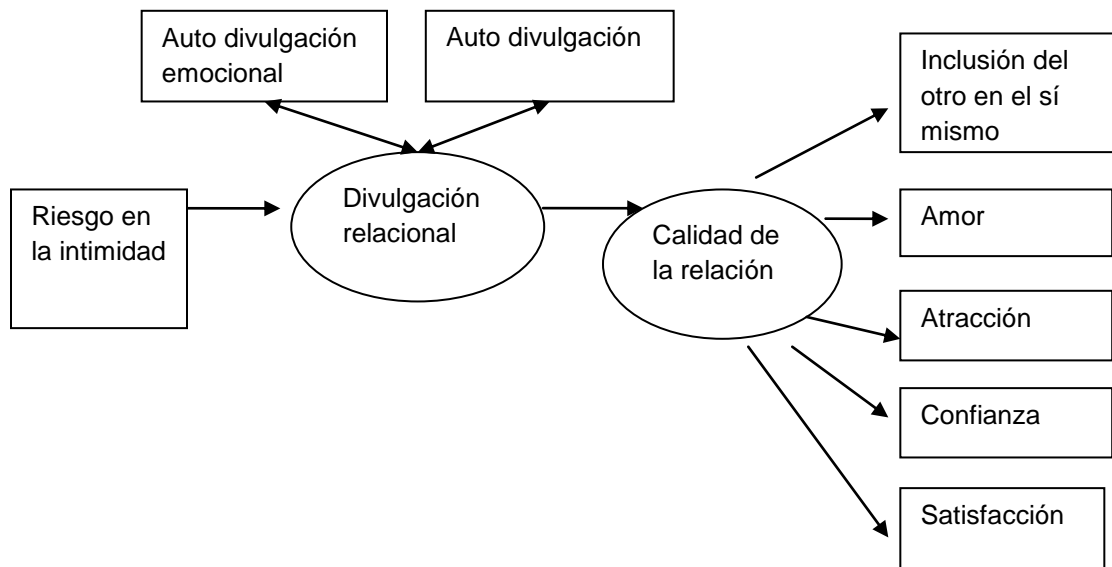 Auto divulgación
emocional
Auto divulgación
Inclusión del
otro en el sí
mismo
Riesgo en
la intimidad
Divulgación
relacional
Calidad de
la relación
Amor
Atracción
Confianza
Satisfacción